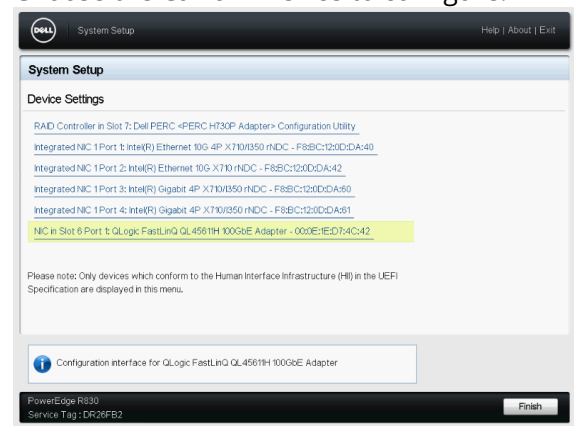 DELL
System Setup
Help | About | Exit
System Setup
Device Settings
RAID Controller in Slot 7: Dell PERC <PERC H730P Adapter> Configuration Utility
Integrated NIC 1 Port 1: Intel(R) Ethernet 10G 4P X710/I350 rNDC - F8:BC:12:0D:DA:40
Integrated NIC 1 Port 2: Intel(R) Ethernet 10G X710 rNDC - F8:BC:12:0D:DA:42
Integrated NIC 1 Port 3: Intel(R) Gigabit 4P X710/I350 rNDC - F8:BC:12:0D:DA:60
Integrated NIC 1 Port 4: Intel(R) Gigabit 4P X710/I350 rNDC - F8:BC:12:0D:DA:61
NIC in Slot 6 Port 1: QLogic FastLinQ QL45611H 100GbE Adapter - 00:0E:1E:D7:4C:42
Please note: Only devices which conform to the Human Interface Infrastructure (HII) in the UEFI
Specification are displayed in this menu.
Configuration interface for QLogic FastLinQ QL45611H 100GbE Adapter
PowerEdge R830
Service Tag : DR26FB2
Finish